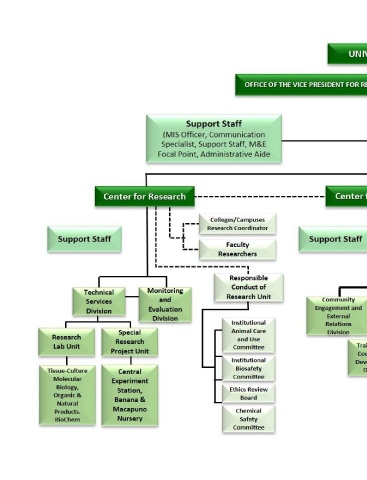 UNIV
OFFICE OF THE VICE PRESIDENT FOR RE
Support Staff
(MIS Officer, Communication
Specialist, Support Staff, M&E
Focal Point, Administrative Aide
Center for Research
Center f
Colleges/Campuses
Research Coordinator
Support Staff
Faculty
Researchers
Support Staff
Responsible
Conduct of
Research Unit
Technical
Services
Division
Monitoring
and
Evaluation
Division
Community
Engagement and
External
Relations
Division
Research
Lab Unit
Special
Research
Project Unit
Institutional
Animal Care
and Use
Committee
Trai
Cou
Dev
D
Tissue-Culture
Molecular
Biology,
Organic &
Natural
Products.
BioChem
Central
Experiment
Station,
Banana &
Macapuno
Nursery
Institutional
Biosafety
Committee
Ethics Review
Board
Chemical
Safety
Committee